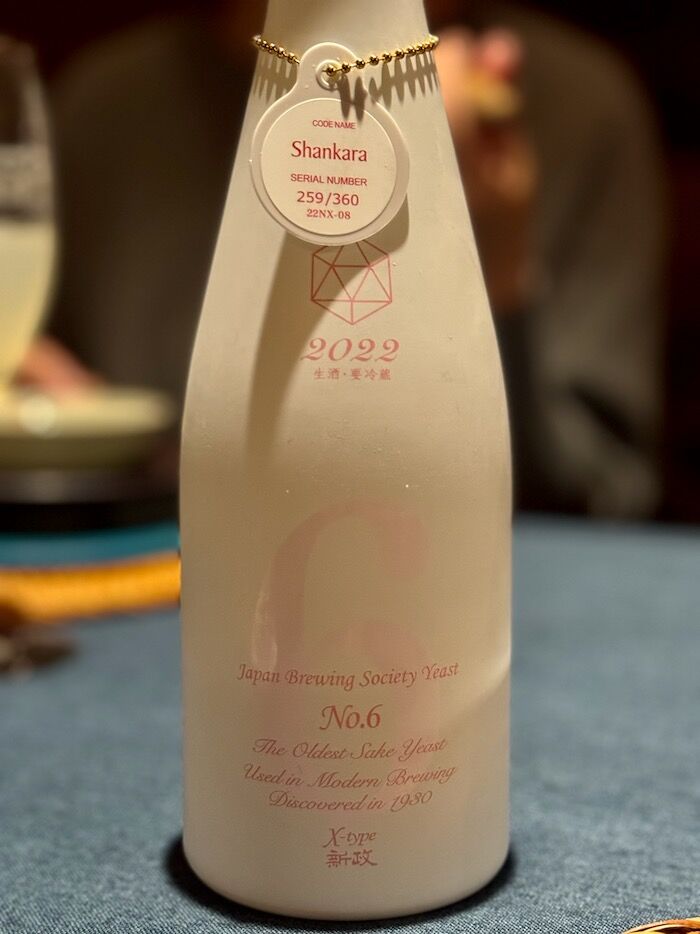 CODE NAME
Shankara
SERIAL NUMBER
259/360
22NX-08
2022
生酒・要冷蔵
6
Japan Brewing Society Yeast
No.6
The Oldest Sake Yeast
Used in Modern Brewing
Discovered in 1930
X-type
新政